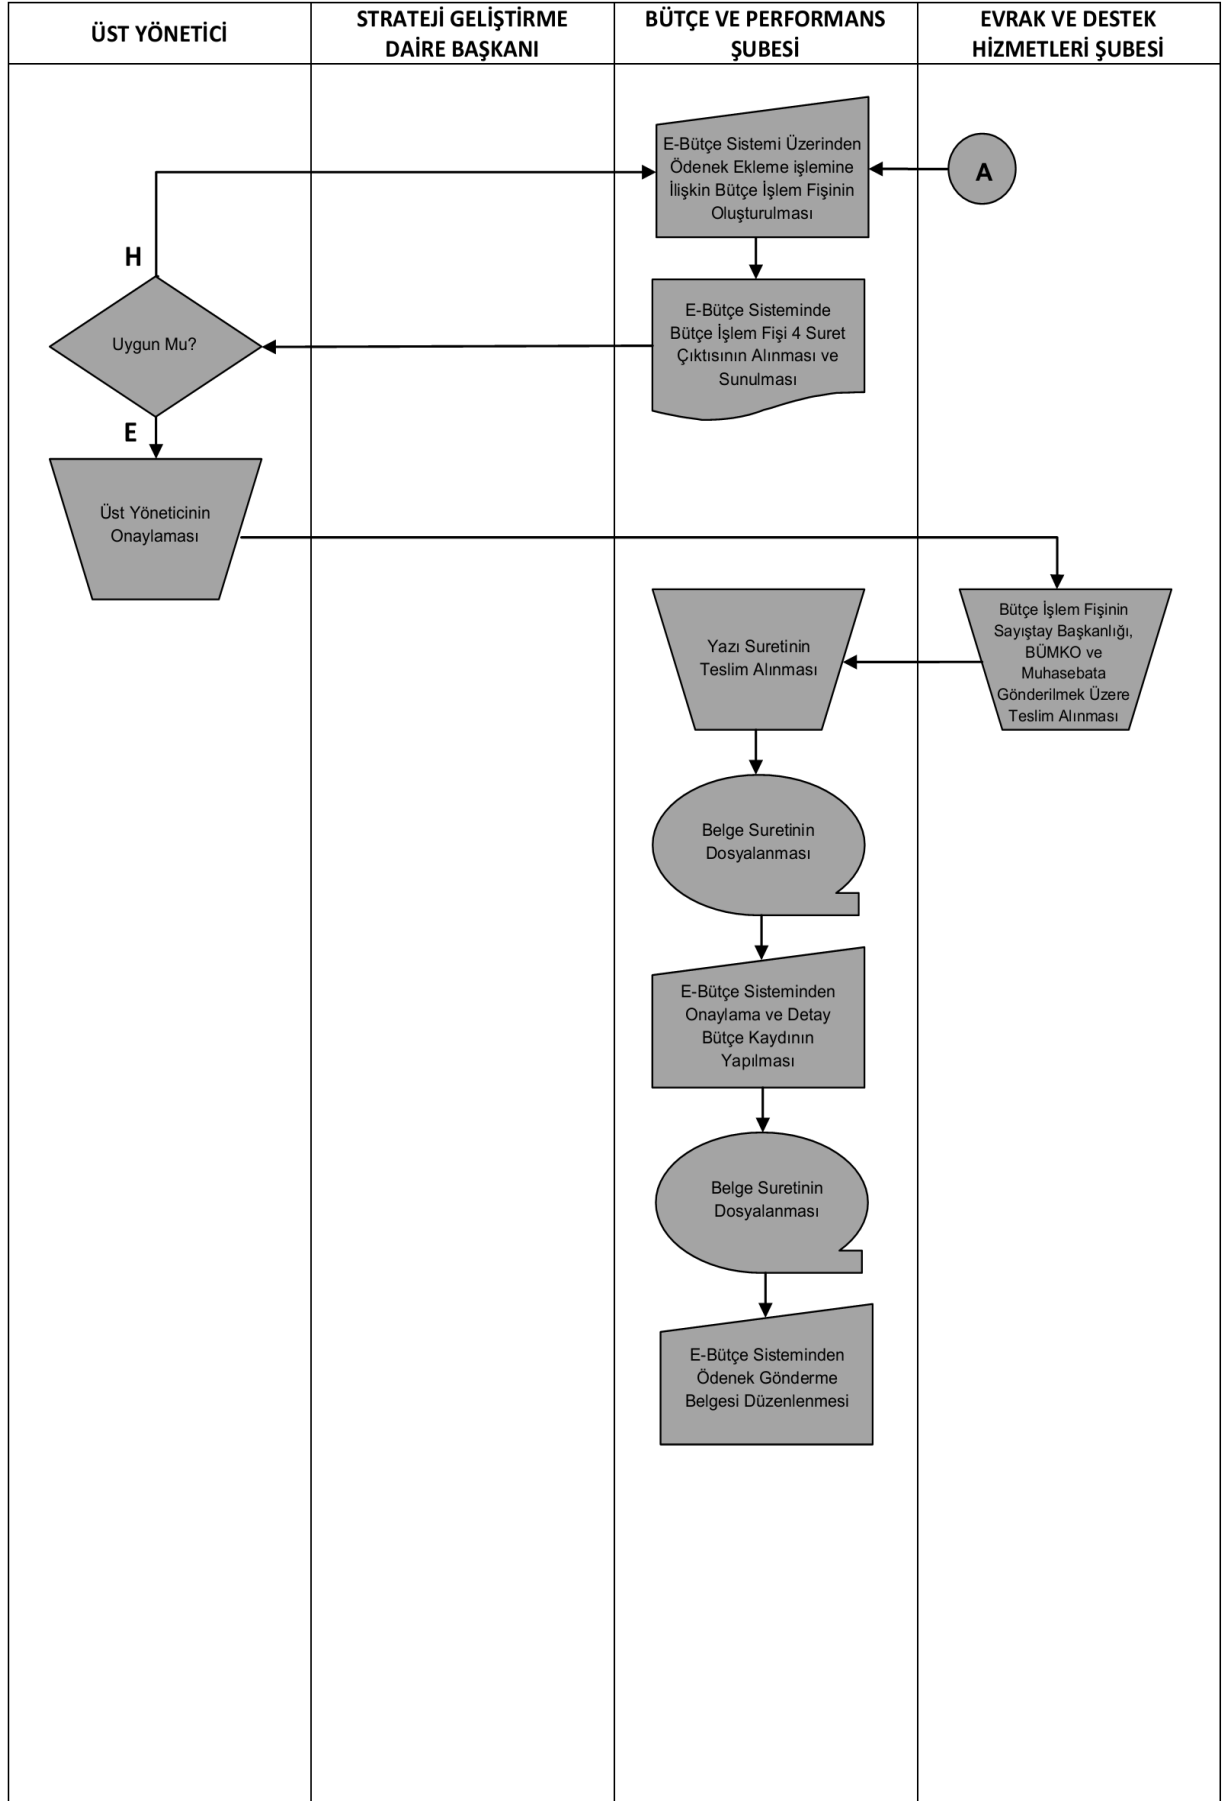 ÜST YÖNETİCİ
STRATEJİ GELİŞTİRME
DAİRE BAŞKANI
BÜTÇE VE PERFORMANS
ŞUBESİ
EVRAK VE DESTEK
HİZMETLERİ ŞUBESİ
E-Bütçe Sistemi Üzerinden
Ödenek Ekleme işlemine
İlişkin Bütçe İşlem Fişinin
Oluşturulması
A
H
Uygun Mu?
E-Bütçe Sisteminde
Bütçe İşlem Fişi 4 Suret
Çıktısının Alınması ve
Sunulması
E
Üst Yöneticinin
Onaylaması
Bütçe İşlem Fişinin
Sayıştay Başkanlığı,
BÜMKO ve
Muhasebata
Gönderilmek Üzere
Teslim Alınması
Yazı Suretinin
Teslim Alınması
Belge Suretinin
Dosyalanması
E-Bütçe Sisteminden
Onaylama ve Detay
Bütçe Kaydının
Yapılması
Belge Suretinin
Dosyalanması
E-Bütçe Sisteminden
Ödenek Gönderme
Belgesi Düzenlenmesi